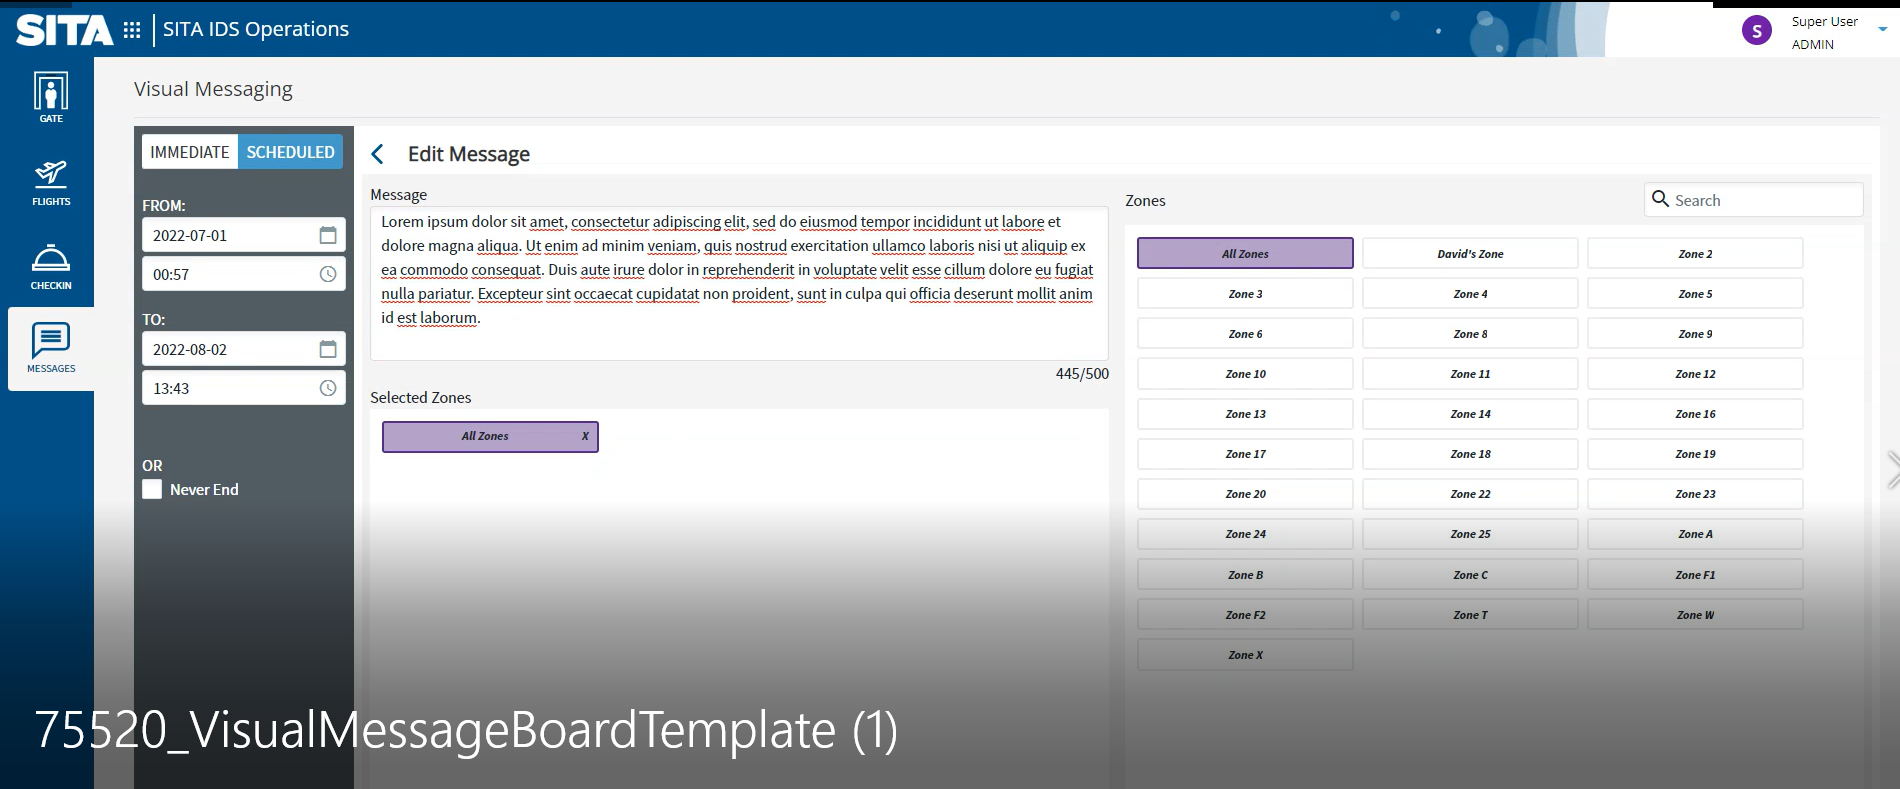 SITA
SITA IDS Operations
S
Super User
ADMIN
GATE
FLIGHTS
CHECKIN
MESSAGES
Visual Messaging
IMMEDIATE
SCHEDULED
FROM:
2022-07-01
00:57
TO:
2022-08-02
13:43
OR
Never End
Edit Message
Message
Lorem ipsum dolor sit amet, consectetur adipiscing elit, sed do eiusmod tempor incididunt ut labore et
dolore magna aliqua. Ut enim ad minim veniam, quis nostrud exercitation ullamco laboris nisi ut aliquip ex
ea commodo consequat. Duis aute irure dolor in reprehenderit in voluptate velit esse cillum dolore eu fugiat
nulla pariatur. Excepteur sint occaecat cupidatat non proident, sunt in culpa qui officia deserunt mollit anim
id est laborum.
445/500
Selected Zones
All Zones X
Zones
Search
All Zones David's Zone Zone 2
Zone 3 Zone 4 Zone 5
Zone 6 Zone 8 Zone 9
Zone 10 Zone 11 Zone 12
Zone 13 Zone 14 Zone 16
Zone 17 Zone 18 Zone 19
Zone 20 Zone 22 Zone 23
Zone 24 Zone 25 Zone A
Zone B Zone C Zone F1
Zone F2 Zone T Zone W
Zone X
75520_VisualMessageBoardTemplate (1)